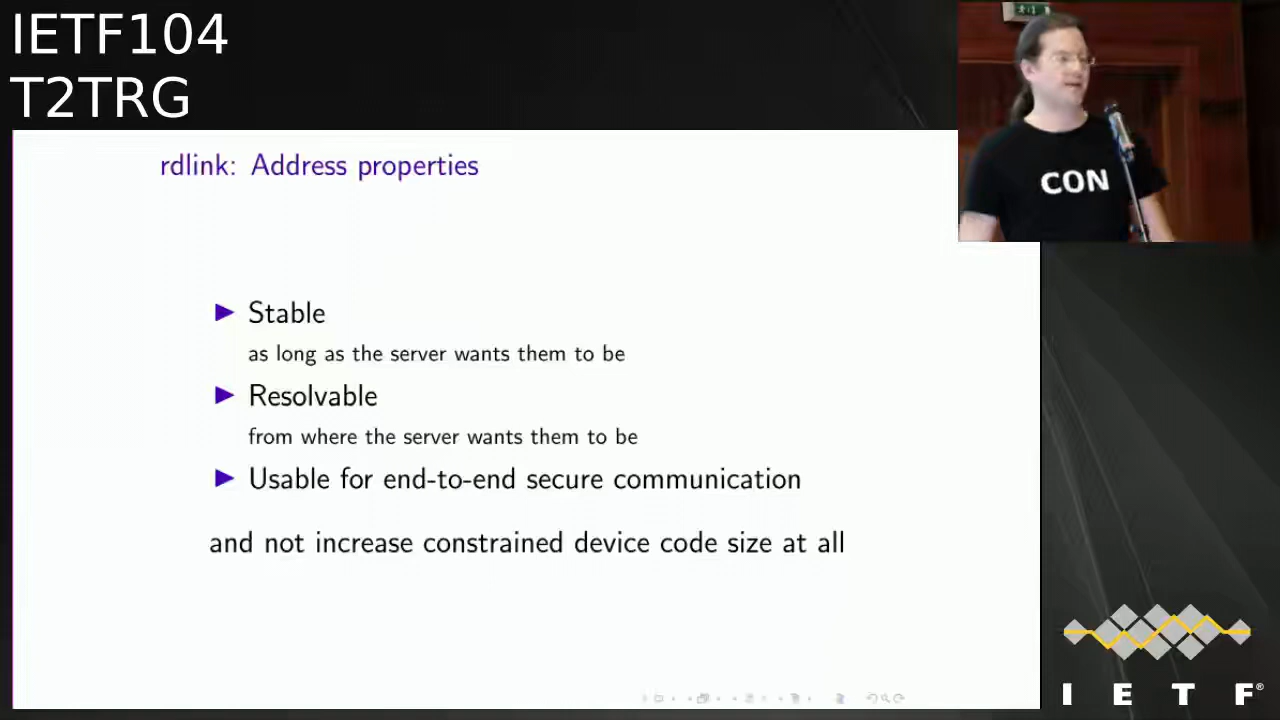 IETF104
T2TRG
CON
rdlink: Address properties
Stable
as long as the server wants them to be
Resolvable
from where the server wants them to be
Usable for end-to-end secure communication
and not increase constrained device code size at all
I E T F®